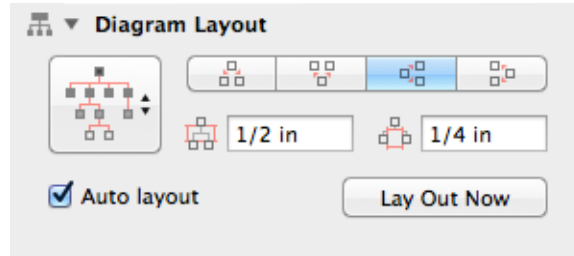 Diagram Layout
1/2 in
1/4 in
Auto layout
Lay Out Now